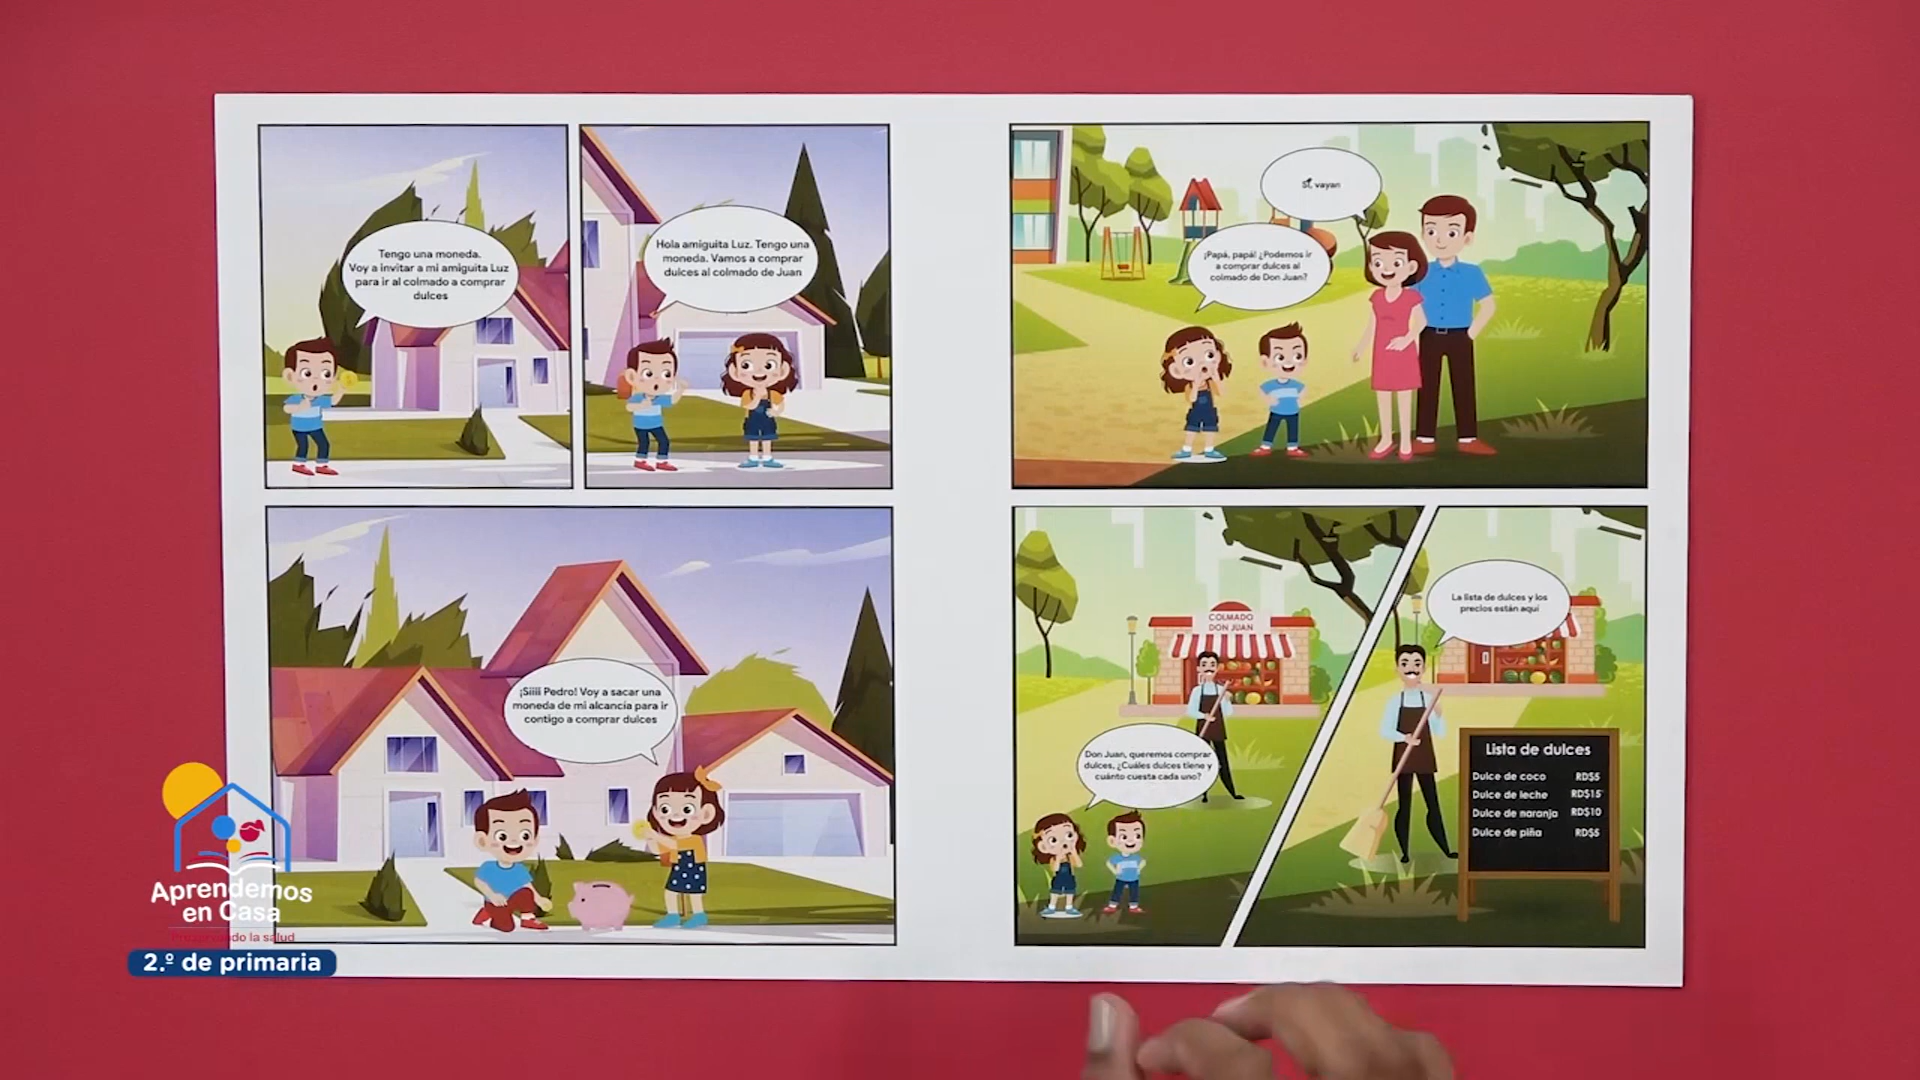 Tengo una moneda.
Voy a invitar a mi amiguita Luz
para ir al colmado a comprar
dulces
Hola amiguita Luz. Tengo una
moneda. Vamos a comprar
dulces al colmado de Juan
¡Siiiii Pedro! Voy a sacar una
moneda de mi alcancía para ir
contigo a comprar dulces
Sí, vayan
¡Papá, papá! ¿Podemos ir
a comprar dulces al
colmado de Don Juan?
COLMADO
DON JUAN
Don Juan, queremos comprar
dulces, ¿Cuáles dulces tiene y
cuánto cuesta cada uno?
La lista de dulces y los
precios están aquí
Lista de dulces
Dulce de coco RD$5
Dulce de leche RD$15
Dulce de naranja RD$10
Dulce de piña RD$5
Aprendemos
en Casa
la salud
2.º de primaria